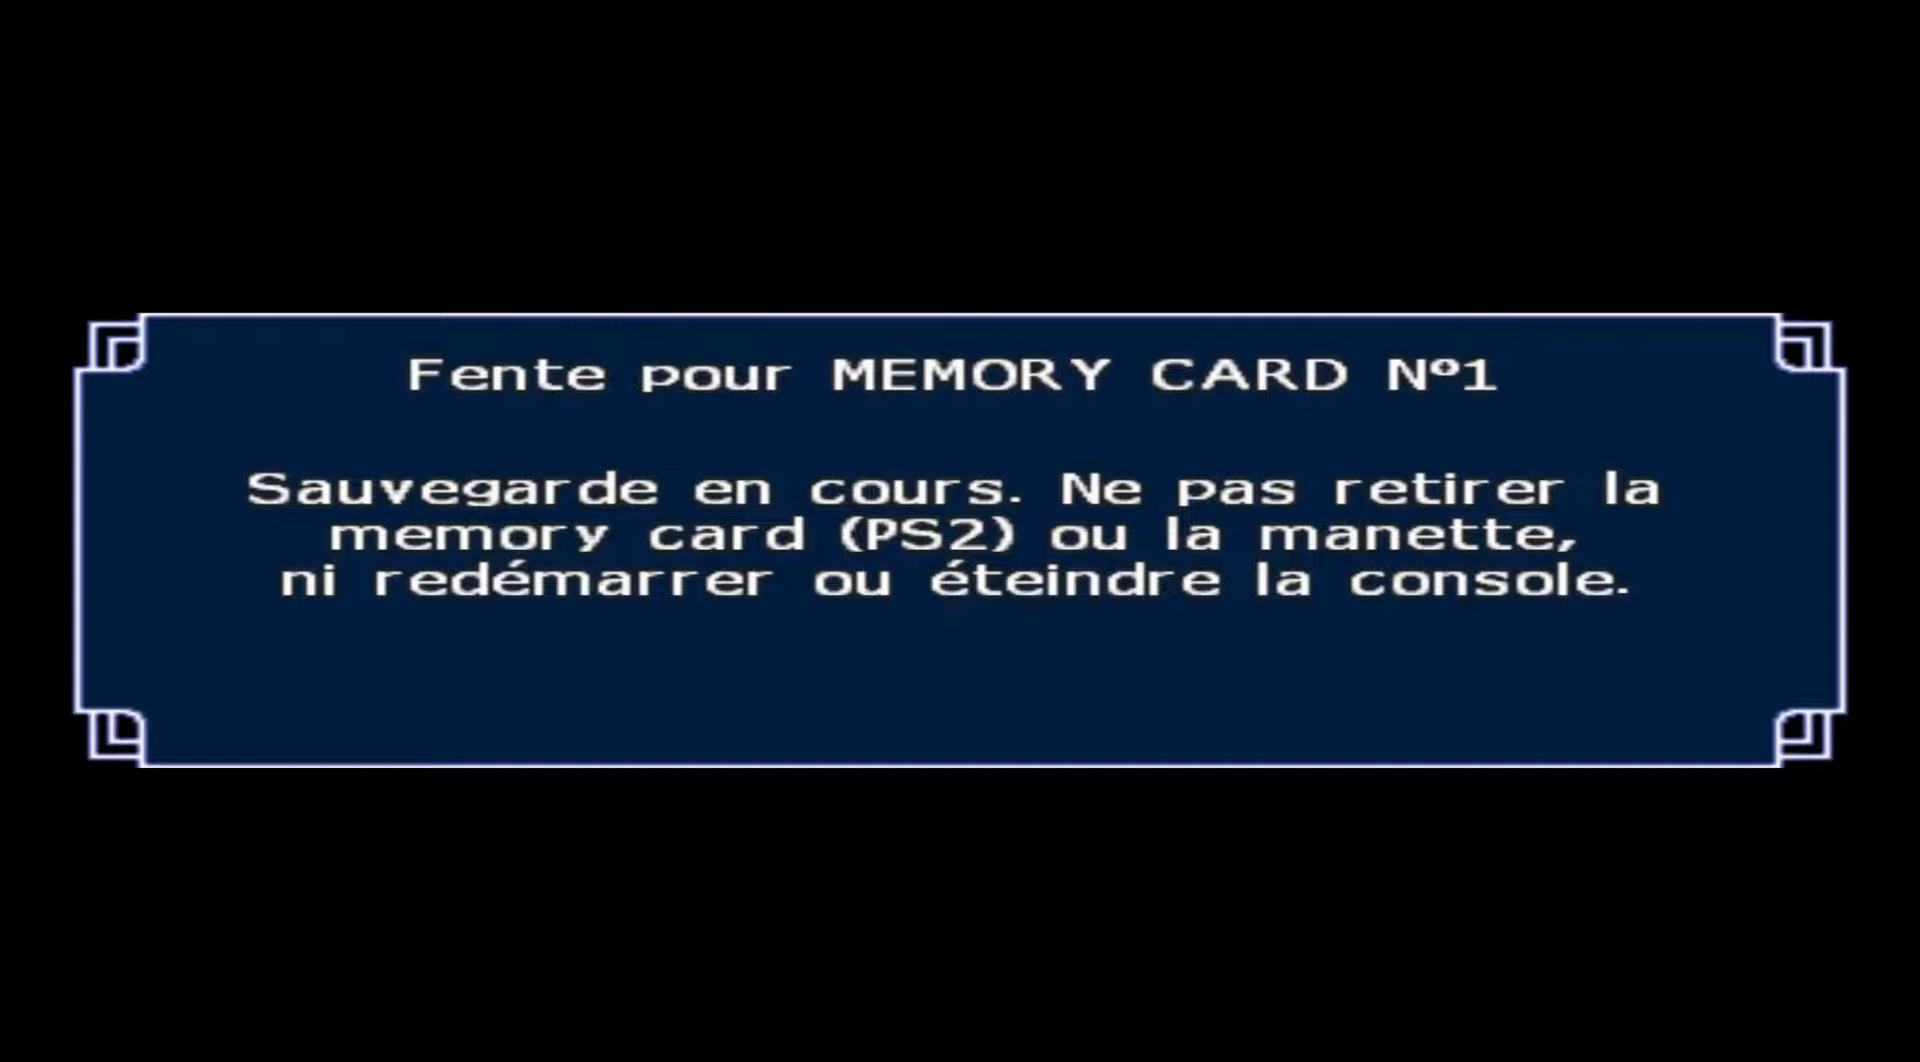 Fente pour MEMORY CARD Nº1
Sauvegarde en cours. Ne pas retirer la
memory card (PS2) ou la manette,
ni redémarrer ou éteindre la console.